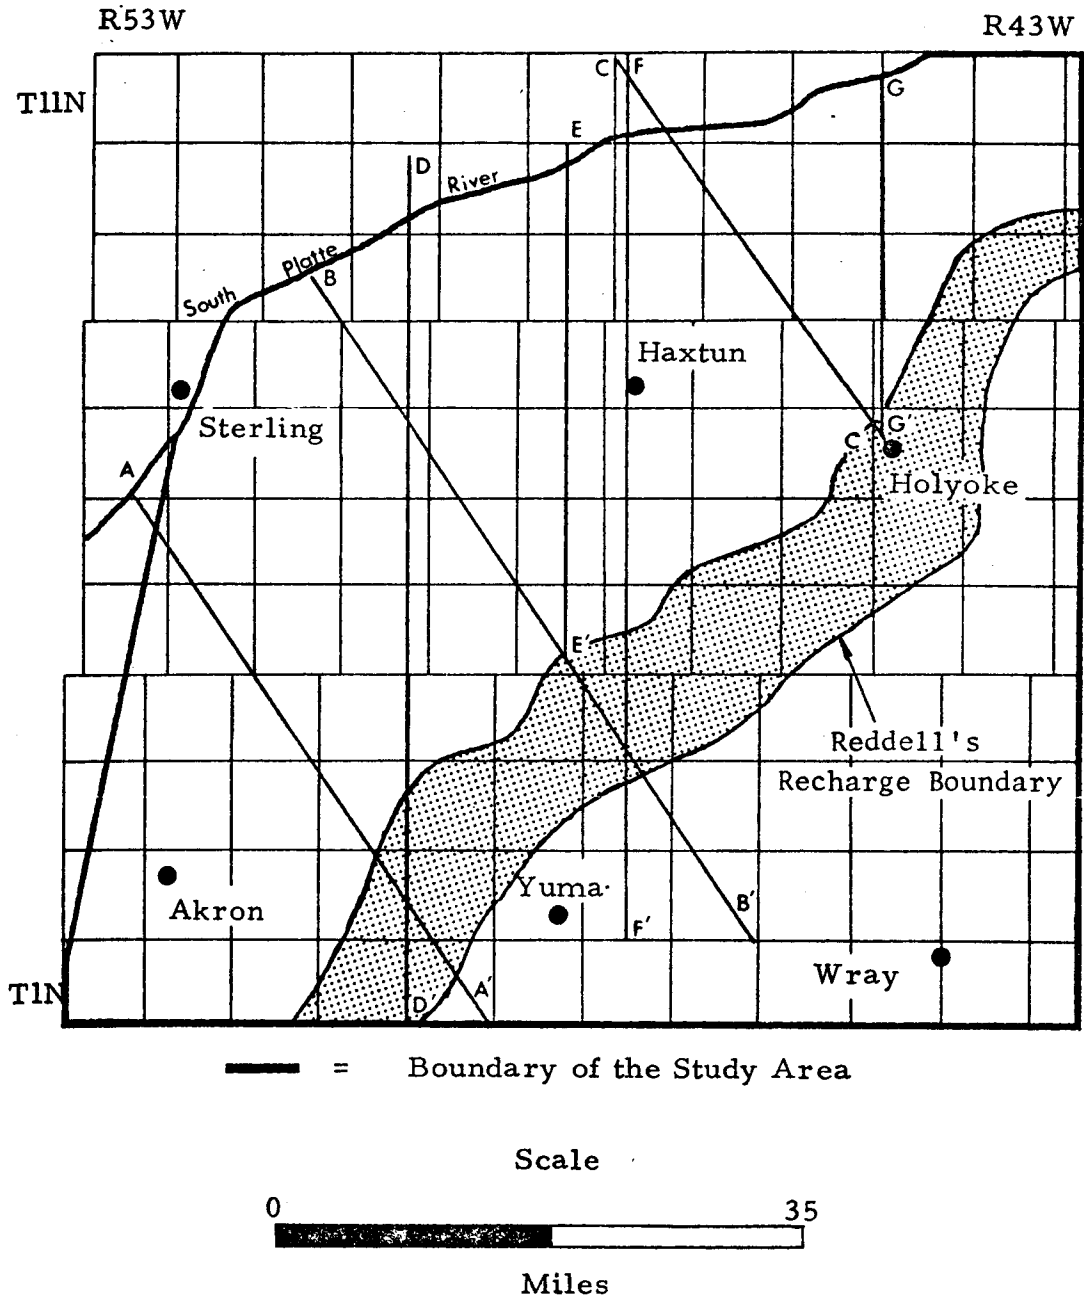 R53W
R43W
T11N
C F
G
E
D
River
Platte
B
South
Haxtun
Sterling
G'
C'
A
Holyoke
E'
Reddell's
Recharge Boundary
Yuma
B'
Akron
F'
Wray
A'
T1N
D'
= Boundary of the Study Area
Scale
0 35
Miles